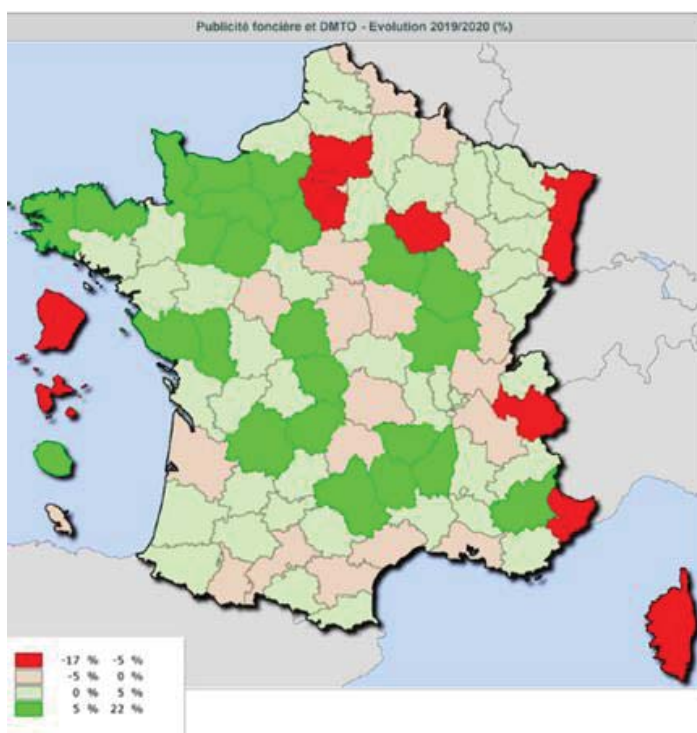 Publicité foncière et DMTO - Evolution 2019/2020 (%)
-17 % -5 %
-5 % 0 %
0 % 5 %
5 % 22 %